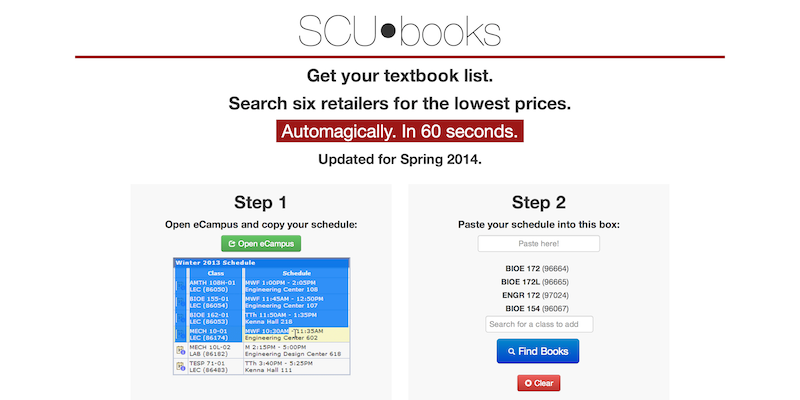 SCU•books
Get your textbook list.
Search six retailers for the lowest prices.
Automagically. In 60 seconds.
Updated for Spring 2014.
Step 1
Open eCampus and copy your schedule:
Open eCampus
Winter 2013 Schedule
Class Schedule
AMTH 108H-01 MWF 1:00PM - 2:05PM
LEC (86050) Engineering Center 108
BIOE 155-01 MWF 11:45AM - 12:50PM
LEC (86054) Engineering Center 107
BIOE 162-01 TTh 11:50AM - 1:35PM
LEC (86053) Kenna Hall 218
MECH 10-01 MWF 10:30AM - 11:35AM
LEC (86174) Engineering Center 602
MECH 10L-02 M 2:15PM - 5:00PM
LAB (86182) Engineering Design Center 618
TESP 71-01 TTh 3:40PM - 5:25PM
LEC (86483) Kenna Hall 111
Step 2
Paste your schedule into this box:
Paste here!
BIOE 172 (96664)
BIOE 172L (96665)
ENGR 172 (97024)
BIOE 154 (96067)
Search for a class to add
Find Books
Clear